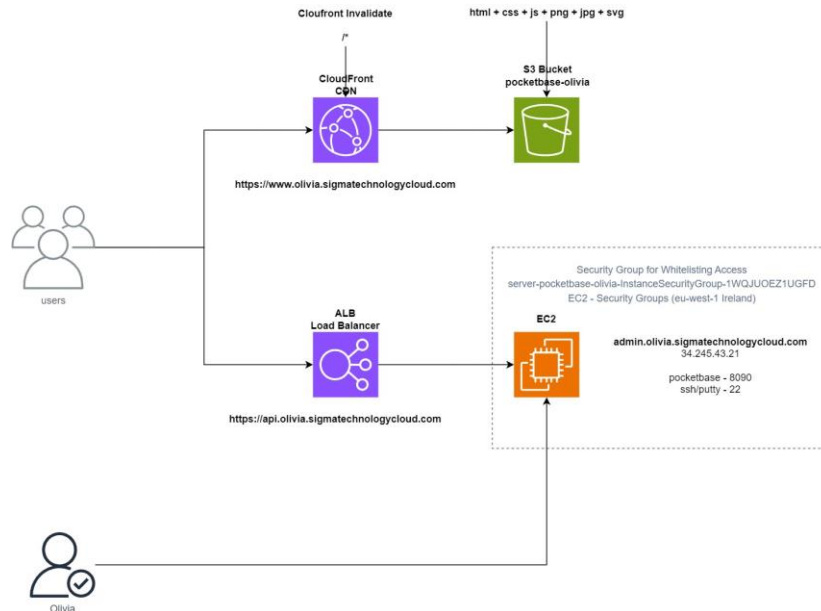 Cloufront Invalidate
/*
html + css + js + png + jpg + svg
CloudFront
CDN
S3 Bucket
pocketbase-olivia
https://www.olivia.sigmatechnologycloud.com
users
Security Group for Whitelisting Access
server-pocketbase-olivia-InstanceSecurityGroup-1WQJUOEZ1UGFD
EC2 - Security Groups (eu-west-1 Ireland)
ALB
Load Balancer
EC2
admin.olivia.sigmatechnologycloud.com
34.245.43.21
pocketbase - 8090
ssh/putty - 22
https://api.olivia.sigmatechnologycloud.com
Olivia